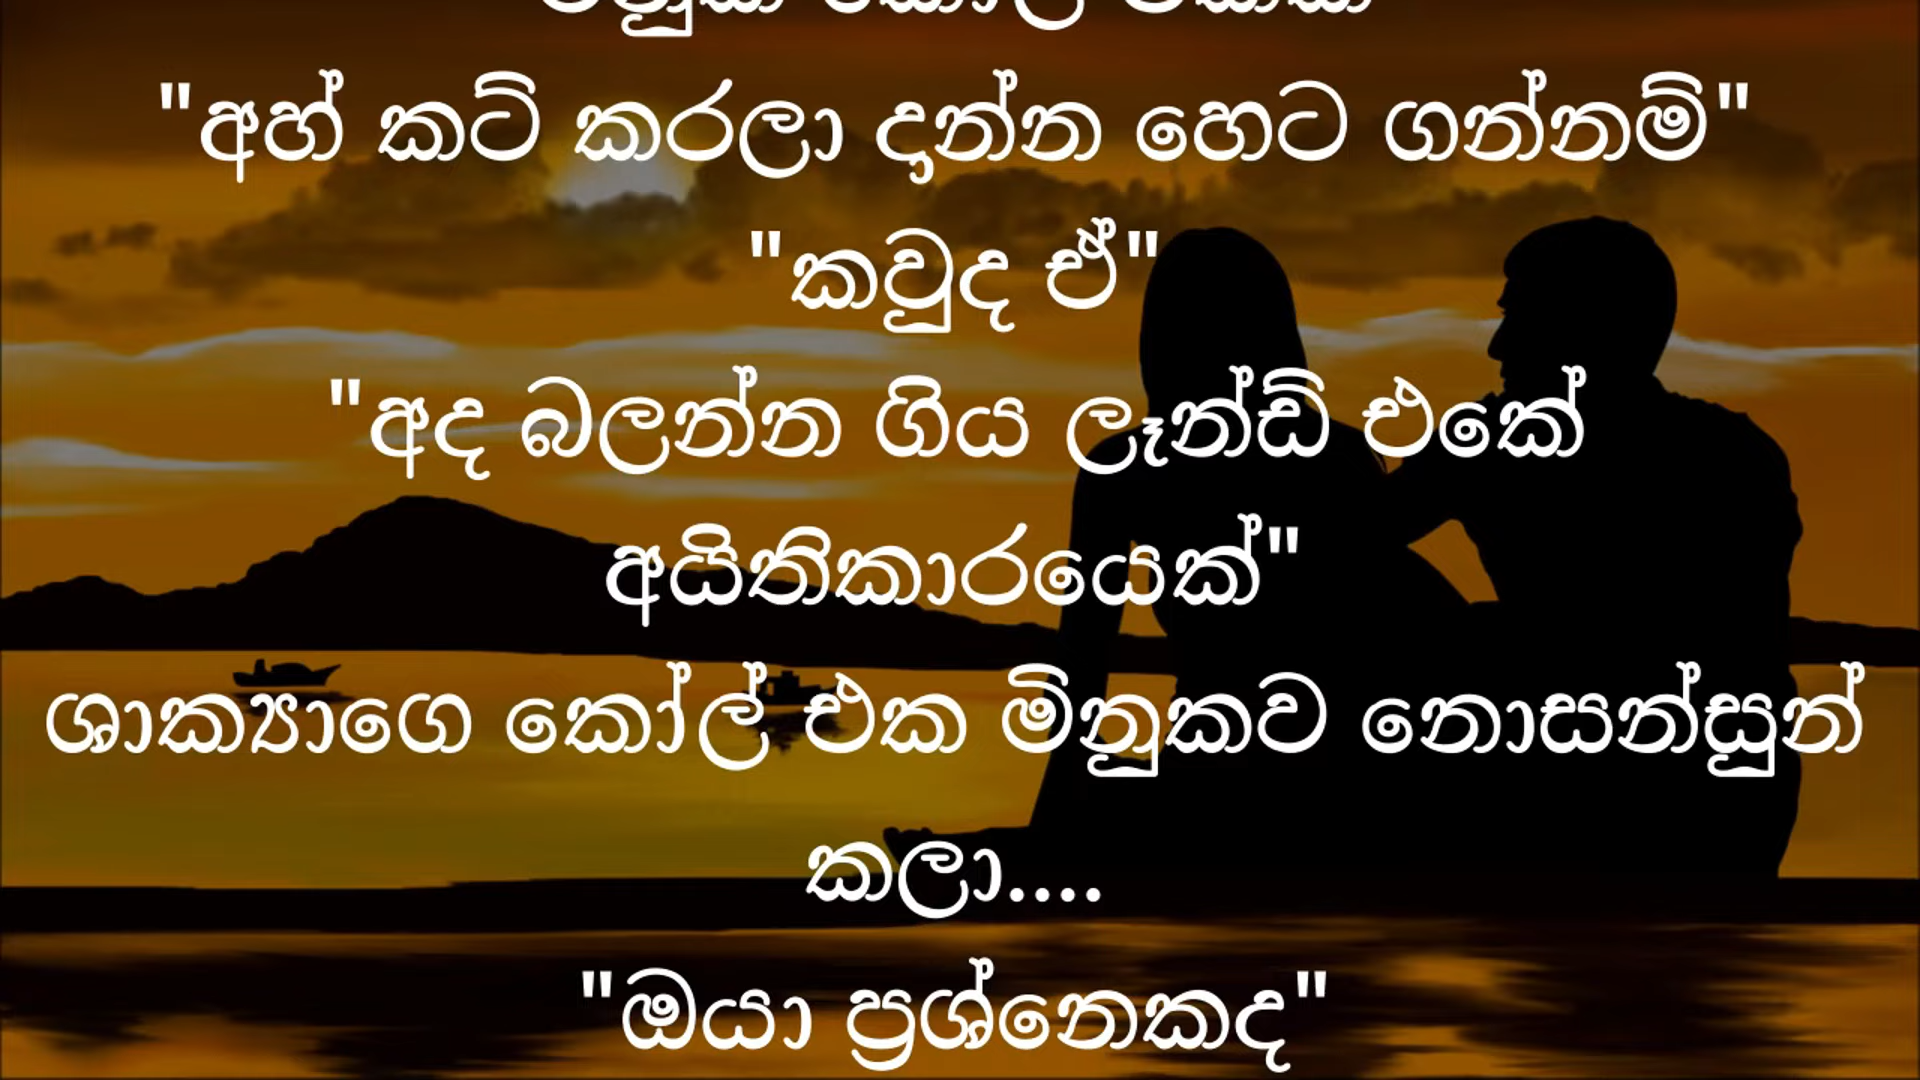 "අහ් කට් කරලා දන්න හෙට ගන්නම්"
"කවුද ඒ"
"අද බලන්න ගිය ලෑන්ඩ් එකේ
අයිතිකාරයෙක්"
ශාක්‍යාගෙ කෝල් එක මිනුකව නොසන්සුන්
කලා....
"ඔයා ප්‍රශ්නෙකද"